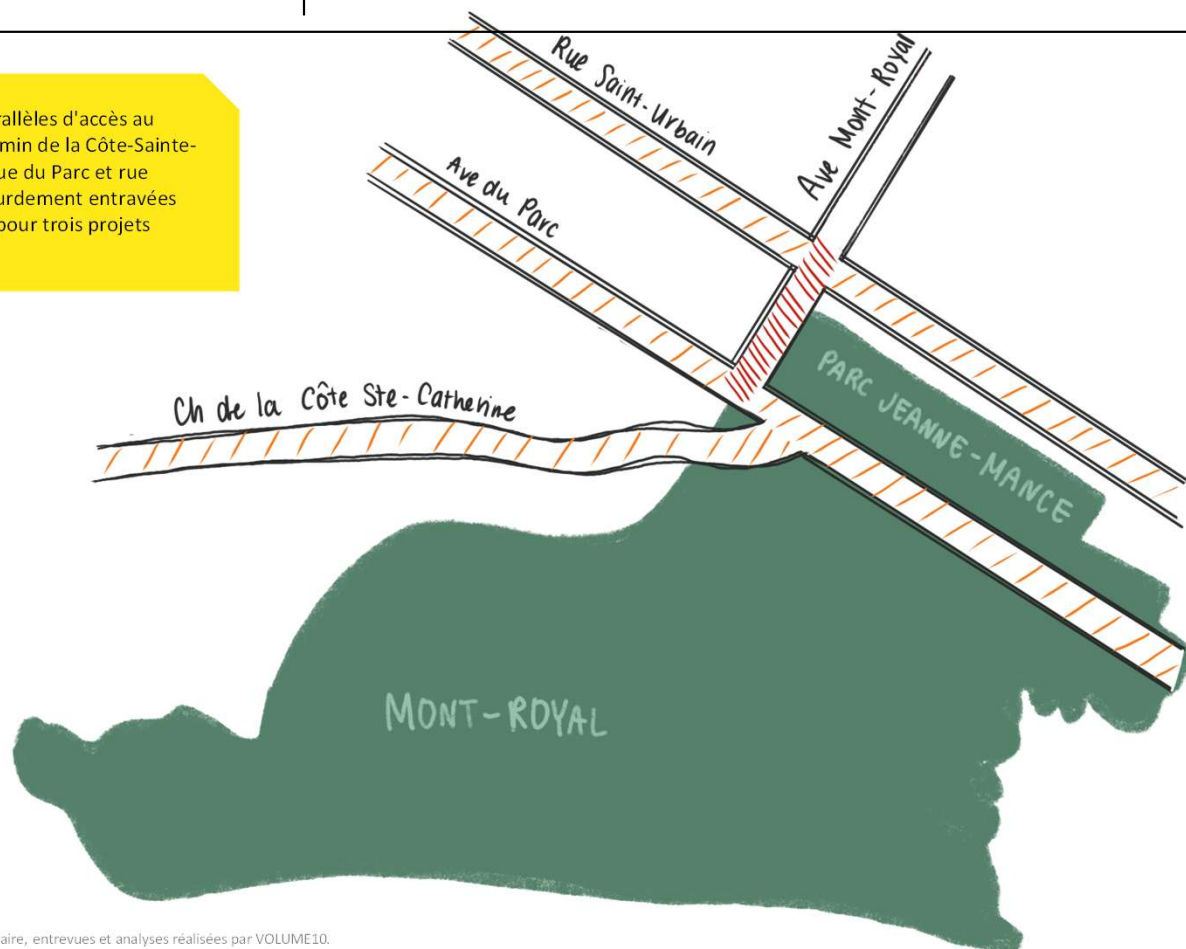 rallèles d'accès au
min de la Côte-Sainte-
ue du Parc et rue
urdement entravées
pour trois projets
Rue Saint-Urbain
Ave Mont-Royal
Ave du Parc
Ch de la Côte Ste-Catherine
PARC JEANNE-MANCE
MONT-ROYAL
aire, entrevues et analyses réalisées par VOLUME10.